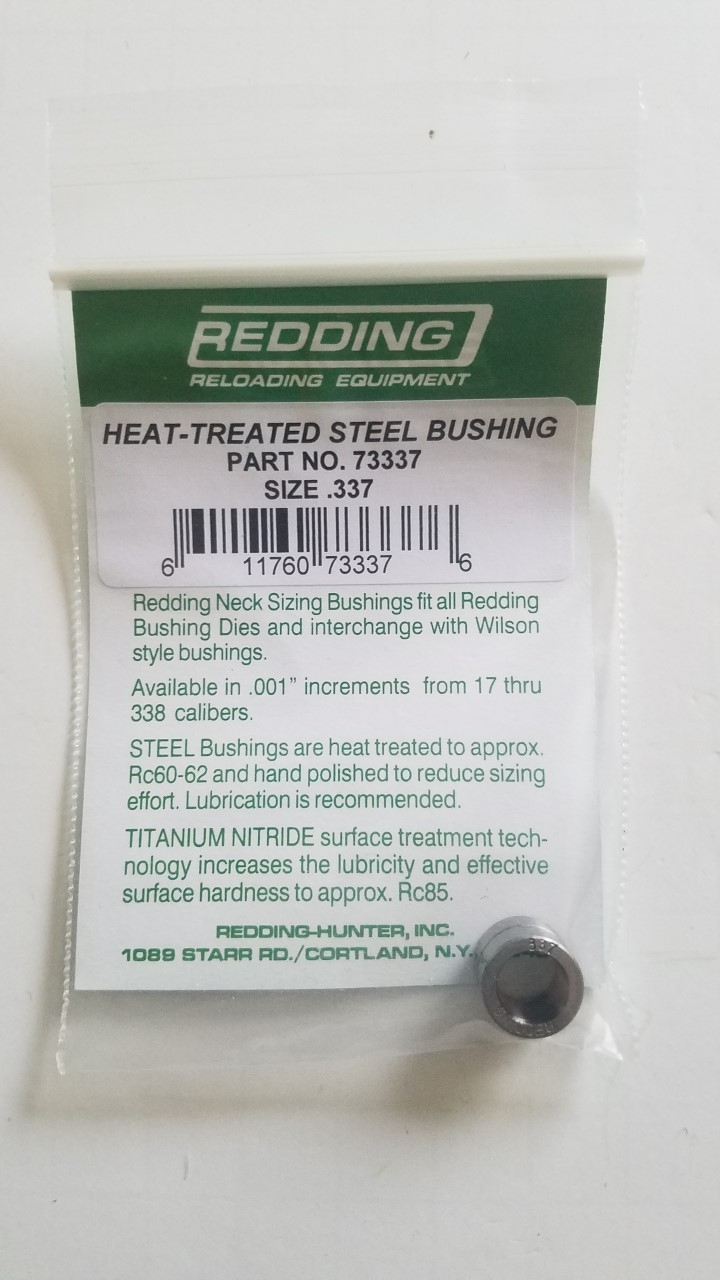 REDDING
RELOADING EQUIPMENT
HEAT-TREATED STEEL BUSHING
PART NO. 73337
SIZE .337
6 11760 73337 6
Redding Neck Sizing Bushings fit all Redding
Bushing Dies and interchange with Wilson
style bushings.
Available in .001” increments from 17 thru
338 calibers.
STEEL Bushings are heat treated to approx.
Rc60-62 and hand polished to reduce sizing
effort. Lubrication is recommended.
TITANIUM NITRIDE surface treatment tech-
nology increases the lubricity and effective
surface hardness to approx. Rc85.
REDDING-HUNTER, INC.
1089 STARR RD./CORTLAND, N.Y.
337